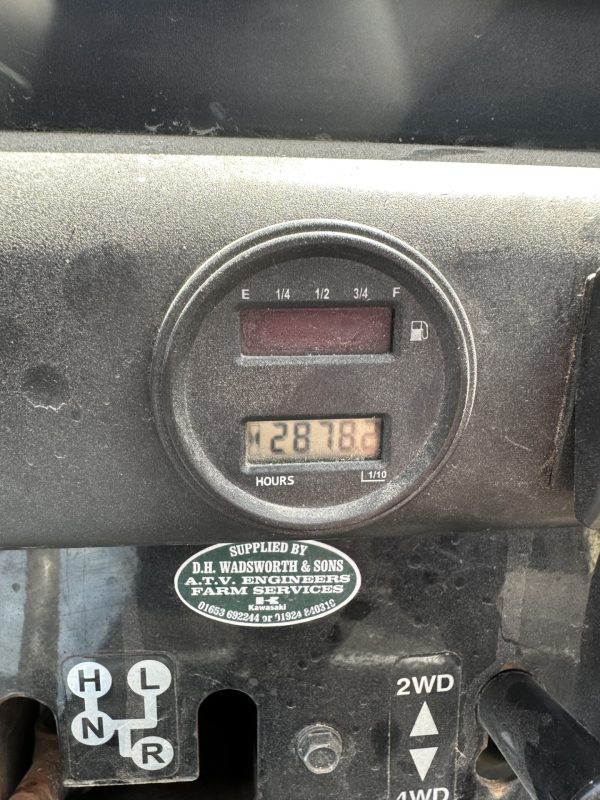 E 1/4 1/2 3/4 F
2878.2
HOURS 1/10
SUPPLIED BY
D.H. WADSWORTH & SONS
A.T.V. ENGINEERS
FARM SERVICES
K
Kawasaki
01653 692244 or 01924 840310
H L
N R
2WD
4WD